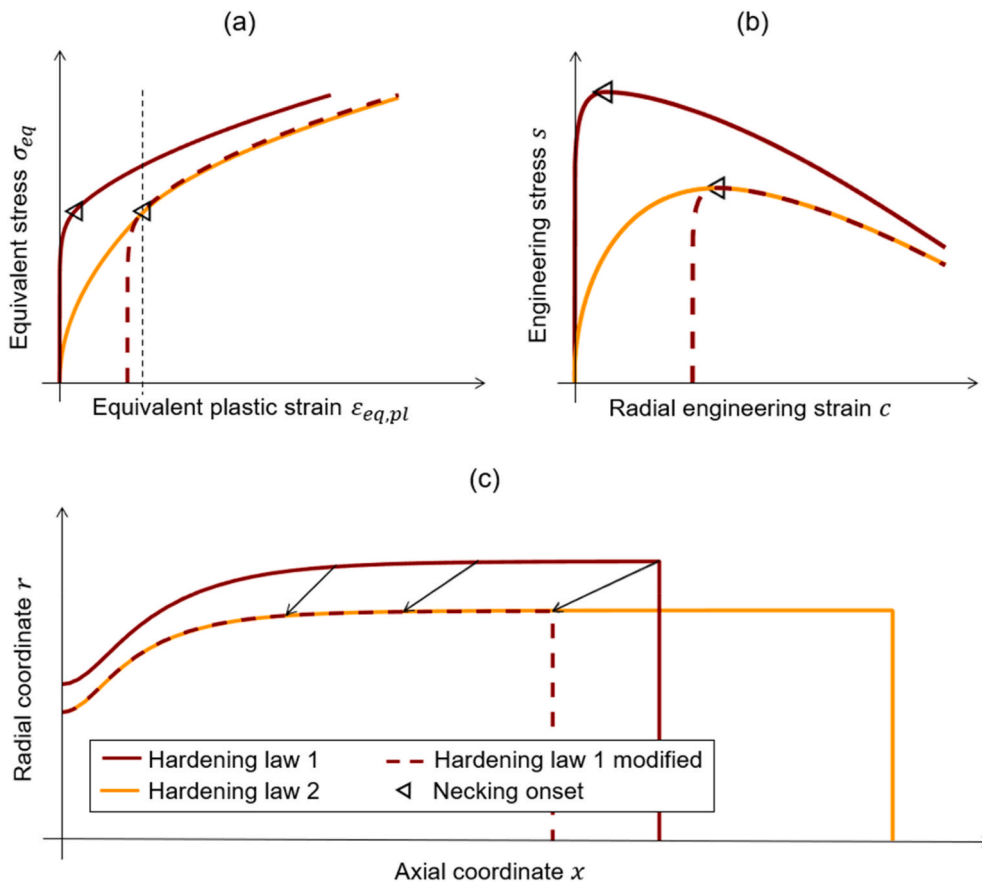 (a)
(b)
Equivalent stress σ_eq
Equivalent plastic strain ε_eq,pl
Engineering stress s
Radial engineering strain c
(c)
Radial coordinate r
Hardening law 1
Hardening law 1 modified
Hardening law 2
Necking onset
Axial coordinate x